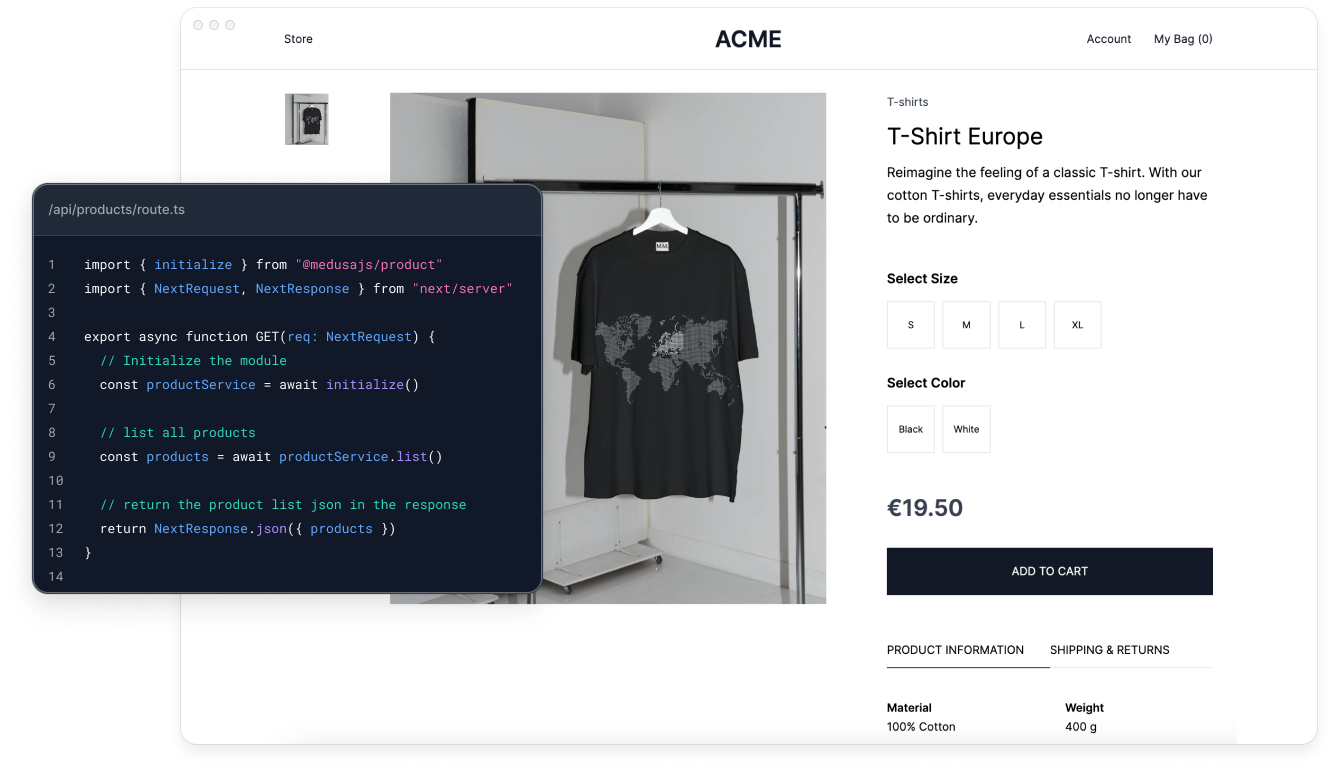 Store
ACME
Account
My Bag (0)
T-shirts
T-Shirt Europe
Reimagine the feeling of a classic T-shirt. With our
cotton T-shirts, everyday essentials no longer have
to be ordinary.
Select Size
S
M
L
XL
Select Color
Black
White
€19.50
ADD TO CART
PRODUCT INFORMATION
SHIPPING & RETURNS
Material
Weight
100% Cotton
400 g
/api/products/route.ts
1 import { initialize } from "@medusajs/product"
2 import { NextRequest, NextResponse } from "next/server"
3
4 export async function GET(req: NextRequest) {
5   // Initialize the module
6   const productService = await initialize()
7
8   // list all products
9   const products = await productService.list()
10
11   // return the product list json in the response
12   return NextResponse.json({ products })
13 }
14